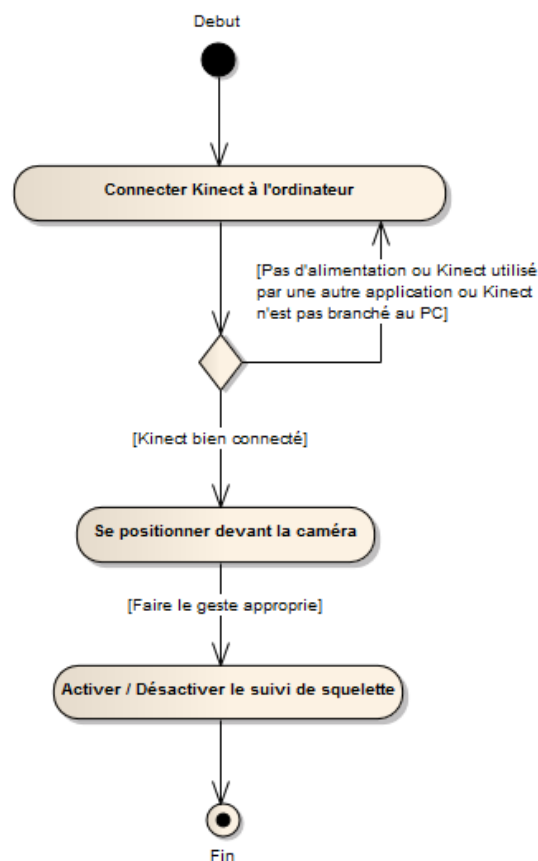 Debut
Connecter Kinect à l'ordinateur
[Pas d'alimentation ou Kinect utilisé
par une autre application ou Kinect
n'est pas branché au PC]
[Kinect bien connecté]
Se positionner devant la caméra
[Faire le geste approprie]
Activer / Désactiver le suivi de squelette
Fin